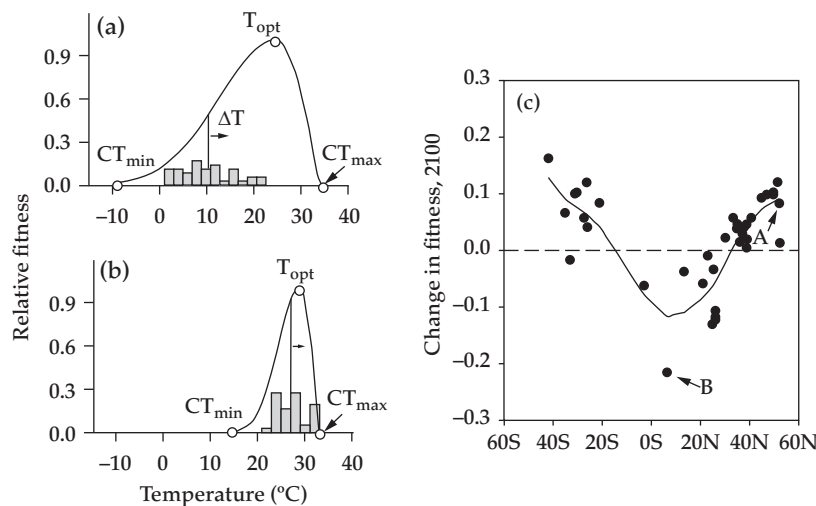 (a)
T_opt
0.9
0.6
0.3
0.0
ΔT
CT_min
CT_max
−10 0 10 20 30 40
Relative fitness
(b)
T_opt
0.9
0.6
0.3
0.0
CT_min
CT_max
−10 0 10 20 30 40
Temperature (ºC)
(c)
0.3
0.2
0.1
0.0
−0.1
−0.2
−0.3
Change in fitness, 2100
A
B
60S 40S 20S 0S 20N 40N 60N